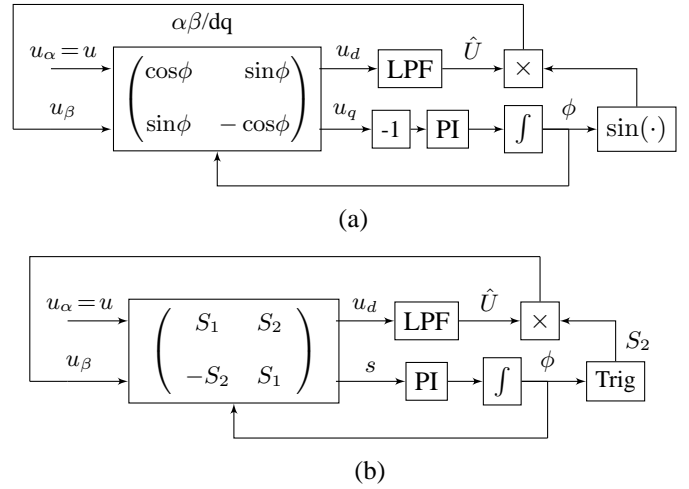 αβ/dq
u_α = u
cosϕ sinϕ
u_d
LPF
Û
×
u_β
sinϕ - cosϕ
u_q
-1
PI
∫
ϕ
sin(·)
(a)
u_α = u
S_1 S_2
u_d
LPF
Û
×
S_2
u_β
-S_2 S_1
s
PI
∫
ϕ
Trig
(b)